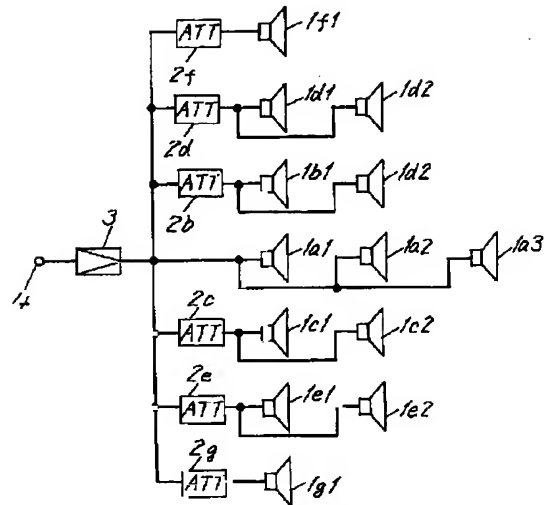 ATT
1f1
2f
ATT
1d1
1d2
2d
ATT
1b1
1d2
2b
3
1a1
1a2
1a3
14
2c
ATT
1c1
1c2
2e
ATT
1e1
1e2
2g
ATT
1g1